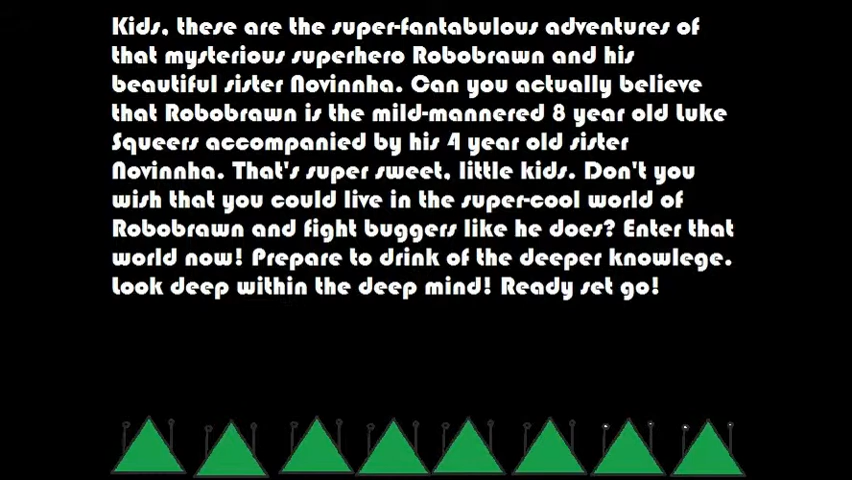 Kids, these are the super-fantabulous adventures of
that mysterious superhero Robobrawn and his
beautiful sister Novinnha. Can you actually believe
that Robobrawn is the mild-mannered 8 year old Luke
Squeers accompanied by his 4 year old sister
Novinnha. That's super sweet, little kids. Don't you
wish that you could live in the super-cool world of
Robobrawn and fight buggers like he does? Enter that
world now! Prepare to drink of the deeper knowlege.
Look deep within the deep mind! Ready set go!